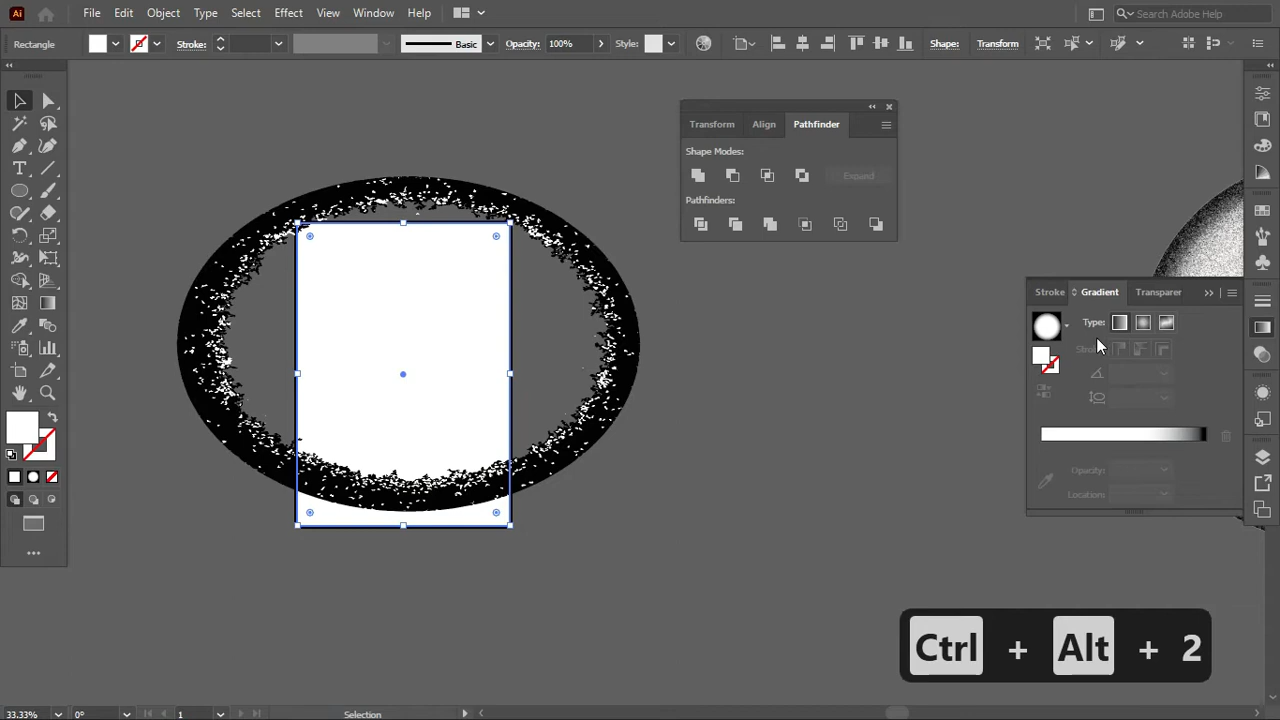 Ai File Edit Object Type Select Effect View Window Help Search Adobe Help
Rectangle Stroke: Basic Opacity: 100% Style: Shape: Transform
Transform Align Pathfinder
Shape Modes:
Expand
Pathfinders:
Stroke Gradient Transparer
Type:
Opacity:
Location:
Ctrl + Alt + 2
33.33% 0° 1 Selection